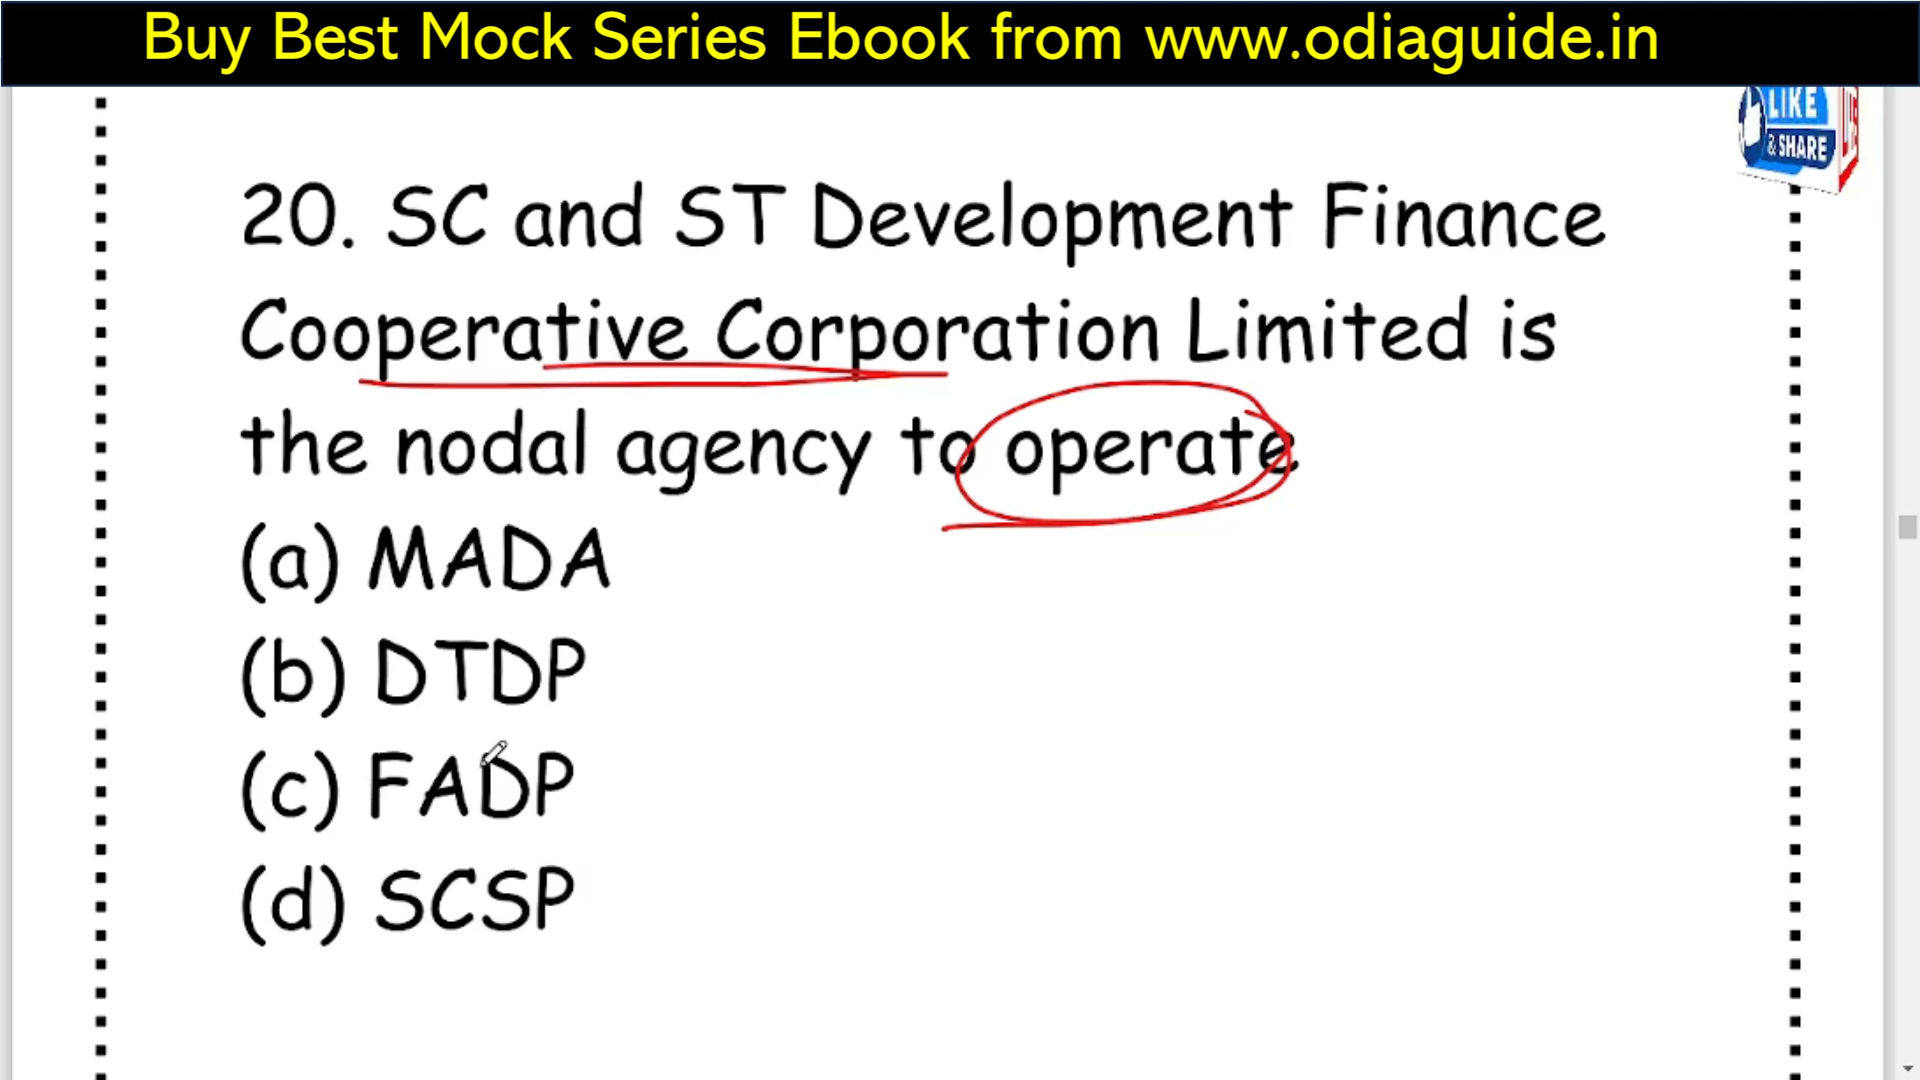 Buy Best Mock Series Ebook from www.odiaguide.in
LIKE
& SHARE
20. SC and ST Development Finance
Cooperative Corporation Limited is
the nodal agency to operate
(a) MADA
(b) DTDP
(c) FADP
(d) SCSP